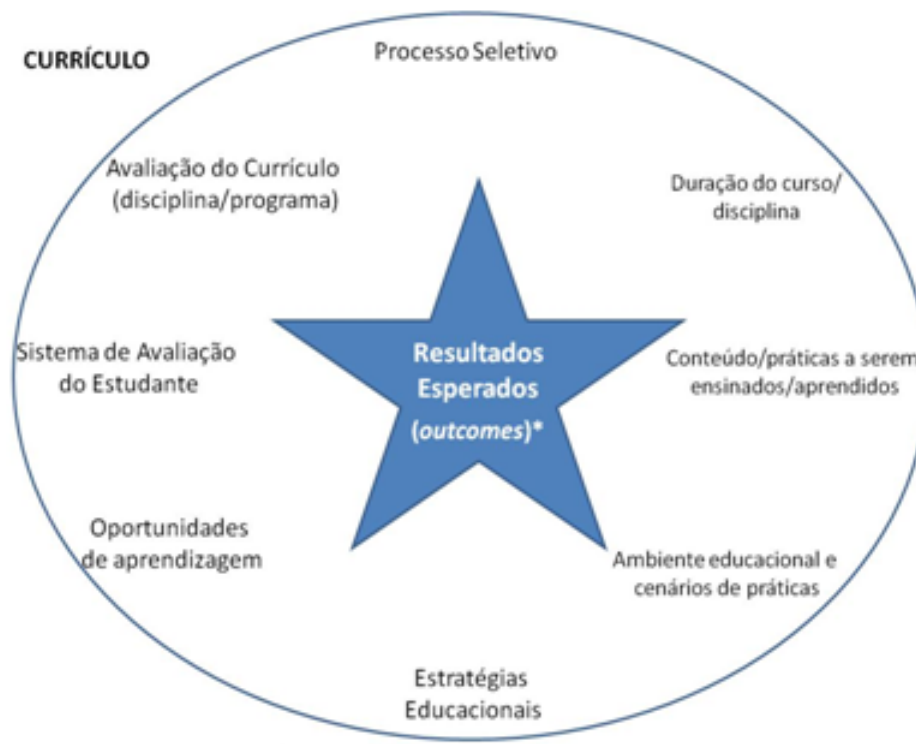 CURRÍCULO
Processo Seletivo
Avaliação do Currículo
(disciplina/programa)
Duração do curso/
disciplina
Sistema de Avaliação
do Estudante
Resultados
Esperados
(outcomes)*
Conteúdo/práticas a serem
ensinados/aprendidos
Oportunidades
de aprendizagem
Ambiente educacional e
cenários de práticas
Estratégias
Educacionais